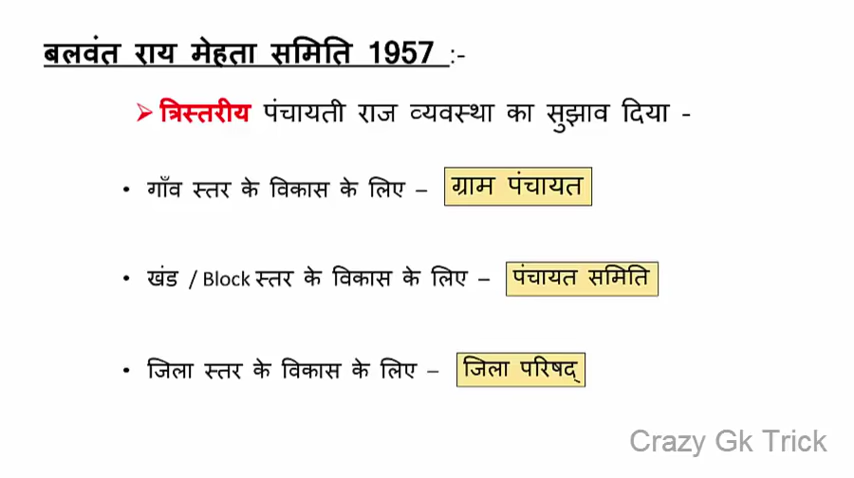 बलवंत राय मेहता समिति 1957 :-
➢ त्रिस्तरीय पंचायती राज व्यवस्था का सुझाव दिया -
• गाँव स्तर के विकास के लिए – ग्राम पंचायत
• खंड / Block स्तर के विकास के लिए – पंचायत समिति
• जिला स्तर के विकास के लिए – जिला परिषद्
Crazy Gk Trick